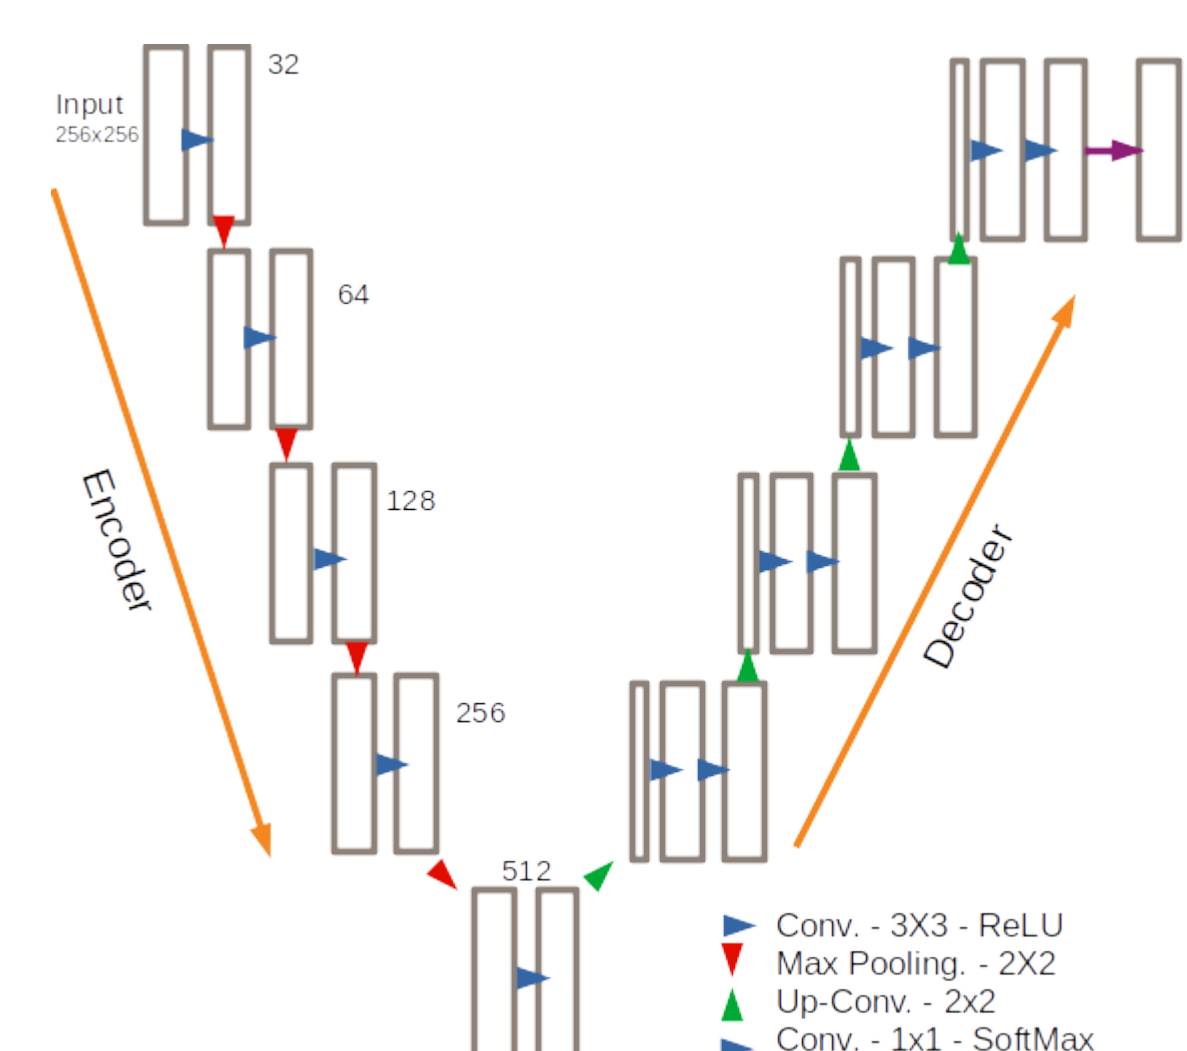 32
Input
256x256
64
Encoder
128
256
512
Decoder
Conv. - 3X3 - ReLU
Max Pooling. - 2X2
Up-Conv. - 2x2
Conv. - 1x1 - SoftMax